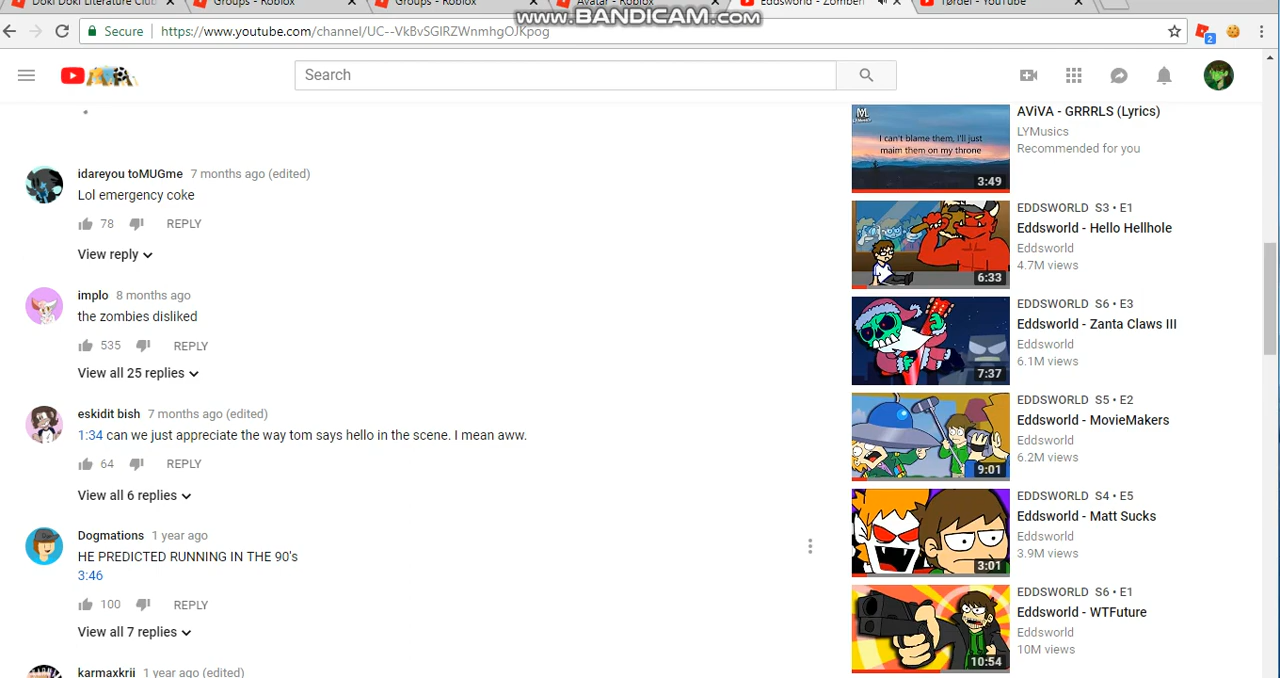 Doki Doki Literature Club
Groups - Roblox
Groups - Roblox
Avatar - Roblox
Eddsworld - Zombeh
Tørdel - YouTube
www.BANDICAM.com
Secure
https://www.youtube.com/channel/UC--VkBvSGlRZWnmhgOJKpog
2
Search
idareyou toMUGme 7 months ago (edited)
Lol emergency coke
78 REPLY
View reply
implo 8 months ago
the zombies disliked
535 REPLY
View all 25 replies
eskidit bish 7 months ago (edited)
1:34 can we just appreciate the way tom says hello in the scene. I mean aww.
64 REPLY
View all 6 replies
Dogmations 1 year ago
HE PREDICTED RUNNING IN THE 90's
3:46
100 REPLY
View all 7 replies
karmaxkrii 1 year ago (edited)
I can't blame them, I'll just
maim them on my throne
3:49
AViVA - GRRRLS (Lyrics)
LYMusics
Recommended for you
6:33
EDDSWORLD S3 • E1
Eddsworld - Hello Hellhole
Eddsworld
4.7M views
7:37
EDDSWORLD S6 • E3
Eddsworld - Zanta Claws III
Eddsworld
6.1M views
9:01
EDDSWORLD S5 • E2
Eddsworld - MovieMakers
Eddsworld
6.2M views
3:01
EDDSWORLD S4 • E5
Eddsworld - Matt Sucks
Eddsworld
3.9M views
10:54
EDDSWORLD S6 • E1
Eddsworld - WTFuture
Eddsworld
10M views